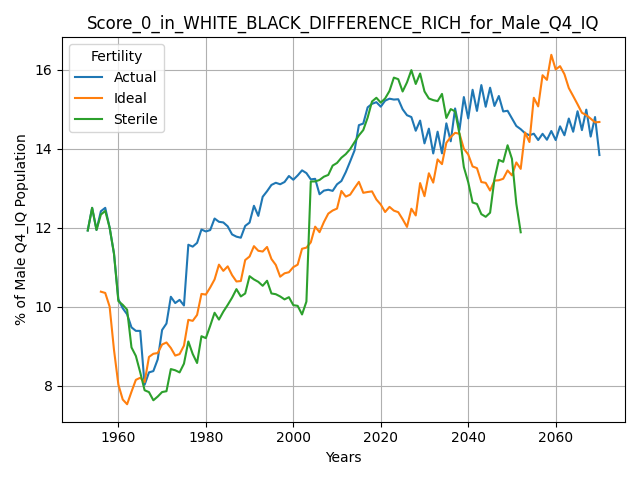 Score_0_in_WHITE_BLACK_DIFFERENCE_RICH_for_Male_Q4_IQ
Fertility
Actual
Ideal
Sterile
% of Male Q4_IQ Population
16
14
12
10
8
1960
1980
2000
2020
2040
2060
Years